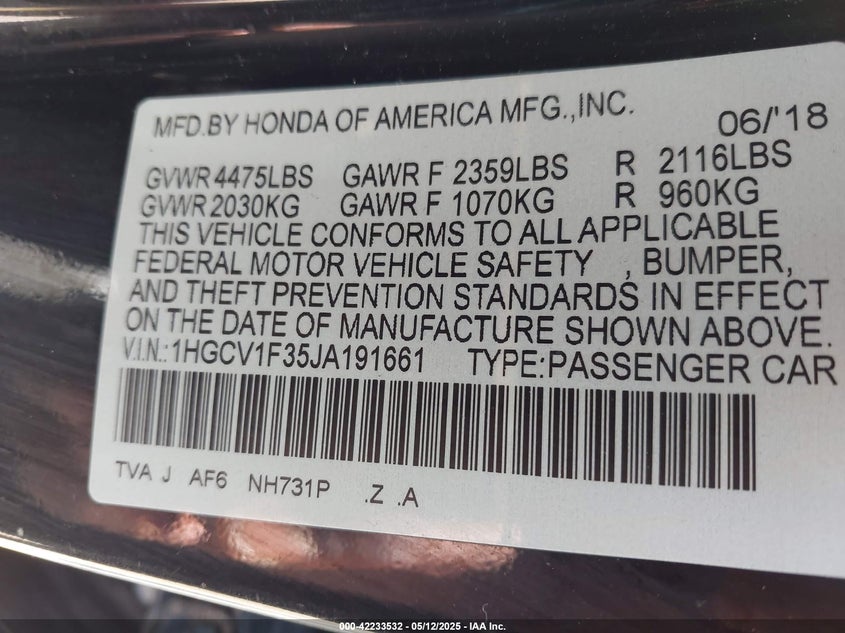 MFD.BY HONDA OF AMERICA MFG.,INC. 06/'18
GVWR 4475LBS GAWR F 2359LBS R 2116LBS
GVWR 2030KG GAWR F 1070KG R 960KG
THIS VEHICLE CONFORMS TO ALL APPLICABLE
FEDERAL MOTOR VEHICLE SAFETY , BUMPER,
AND THEFT PREVENTION STANDARDS IN EFFECT
ON THE DATE OF MANUFACTURE SHOWN ABOVE.
V.I.N.:1HGCV1F35JA191661 TYPE:PASSENGER CAR
TVA J AF6 NH731P .Z .A
000-42233532 - 05/12/2025 - IAA Inc.